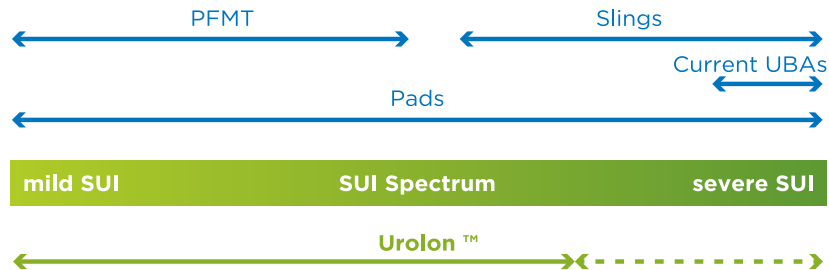 PFMT
Slings
Current UBAs
Pads
mild SUI
SUI Spectrum
severe SUI
Urolon ™